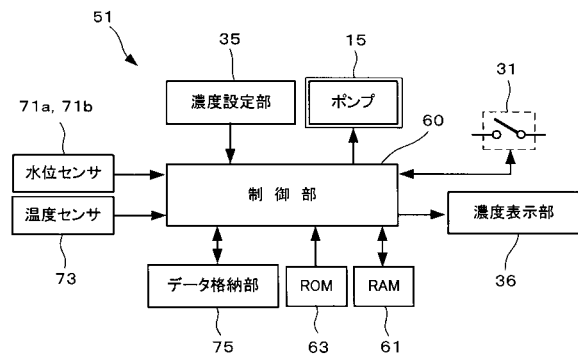 51
35
15
31
71a, 71b
濃度設定部
ポンプ
60
水位センサ
制御部
温度センサ
濃度表示部
73
データ格納部
ROM
RAM
36
75
63
61